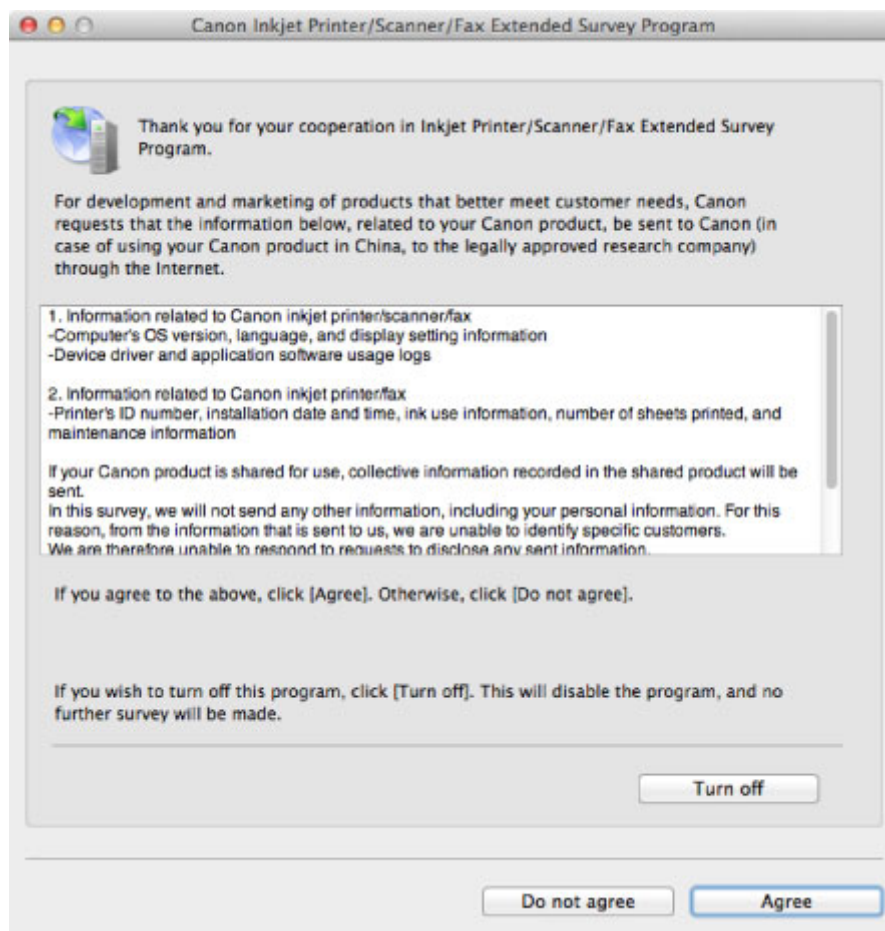 Canon Inkjet Printer/Scanner/Fax Extended Survey Program
Thank you for your cooperation in Inkjet Printer/Scanner/Fax Extended Survey
Program.
For development and marketing of products that better meet customer needs, Canon
requests that the information below, related to your Canon product, be sent to Canon (in
case of using your Canon product in China, to the legally approved research company)
through the Internet.
1. Information related to Canon inkjet printer/scanner/fax
-Computer's OS version, language, and display setting information
-Device driver and application software usage logs
2. Information related to Canon inkjet printer/fax
-Printer's ID number, installation date and time, ink use information, number of sheets printed, and
maintenance information
If your Canon product is shared for use, collective information recorded in the shared product will be
sent.
In this survey, we will not send any other information, including your personal information. For this
reason, from the information that is sent to us, we are unable to identify specific customers.
We are therefore unable to respond to requests to disclose any sent information.
If you agree to the above, click [Agree]. Otherwise, click [Do not agree].
If you wish to turn off this program, click [Turn off]. This will disable the program, and no
further survey will be made.
Turn off
Do not agree
Agree